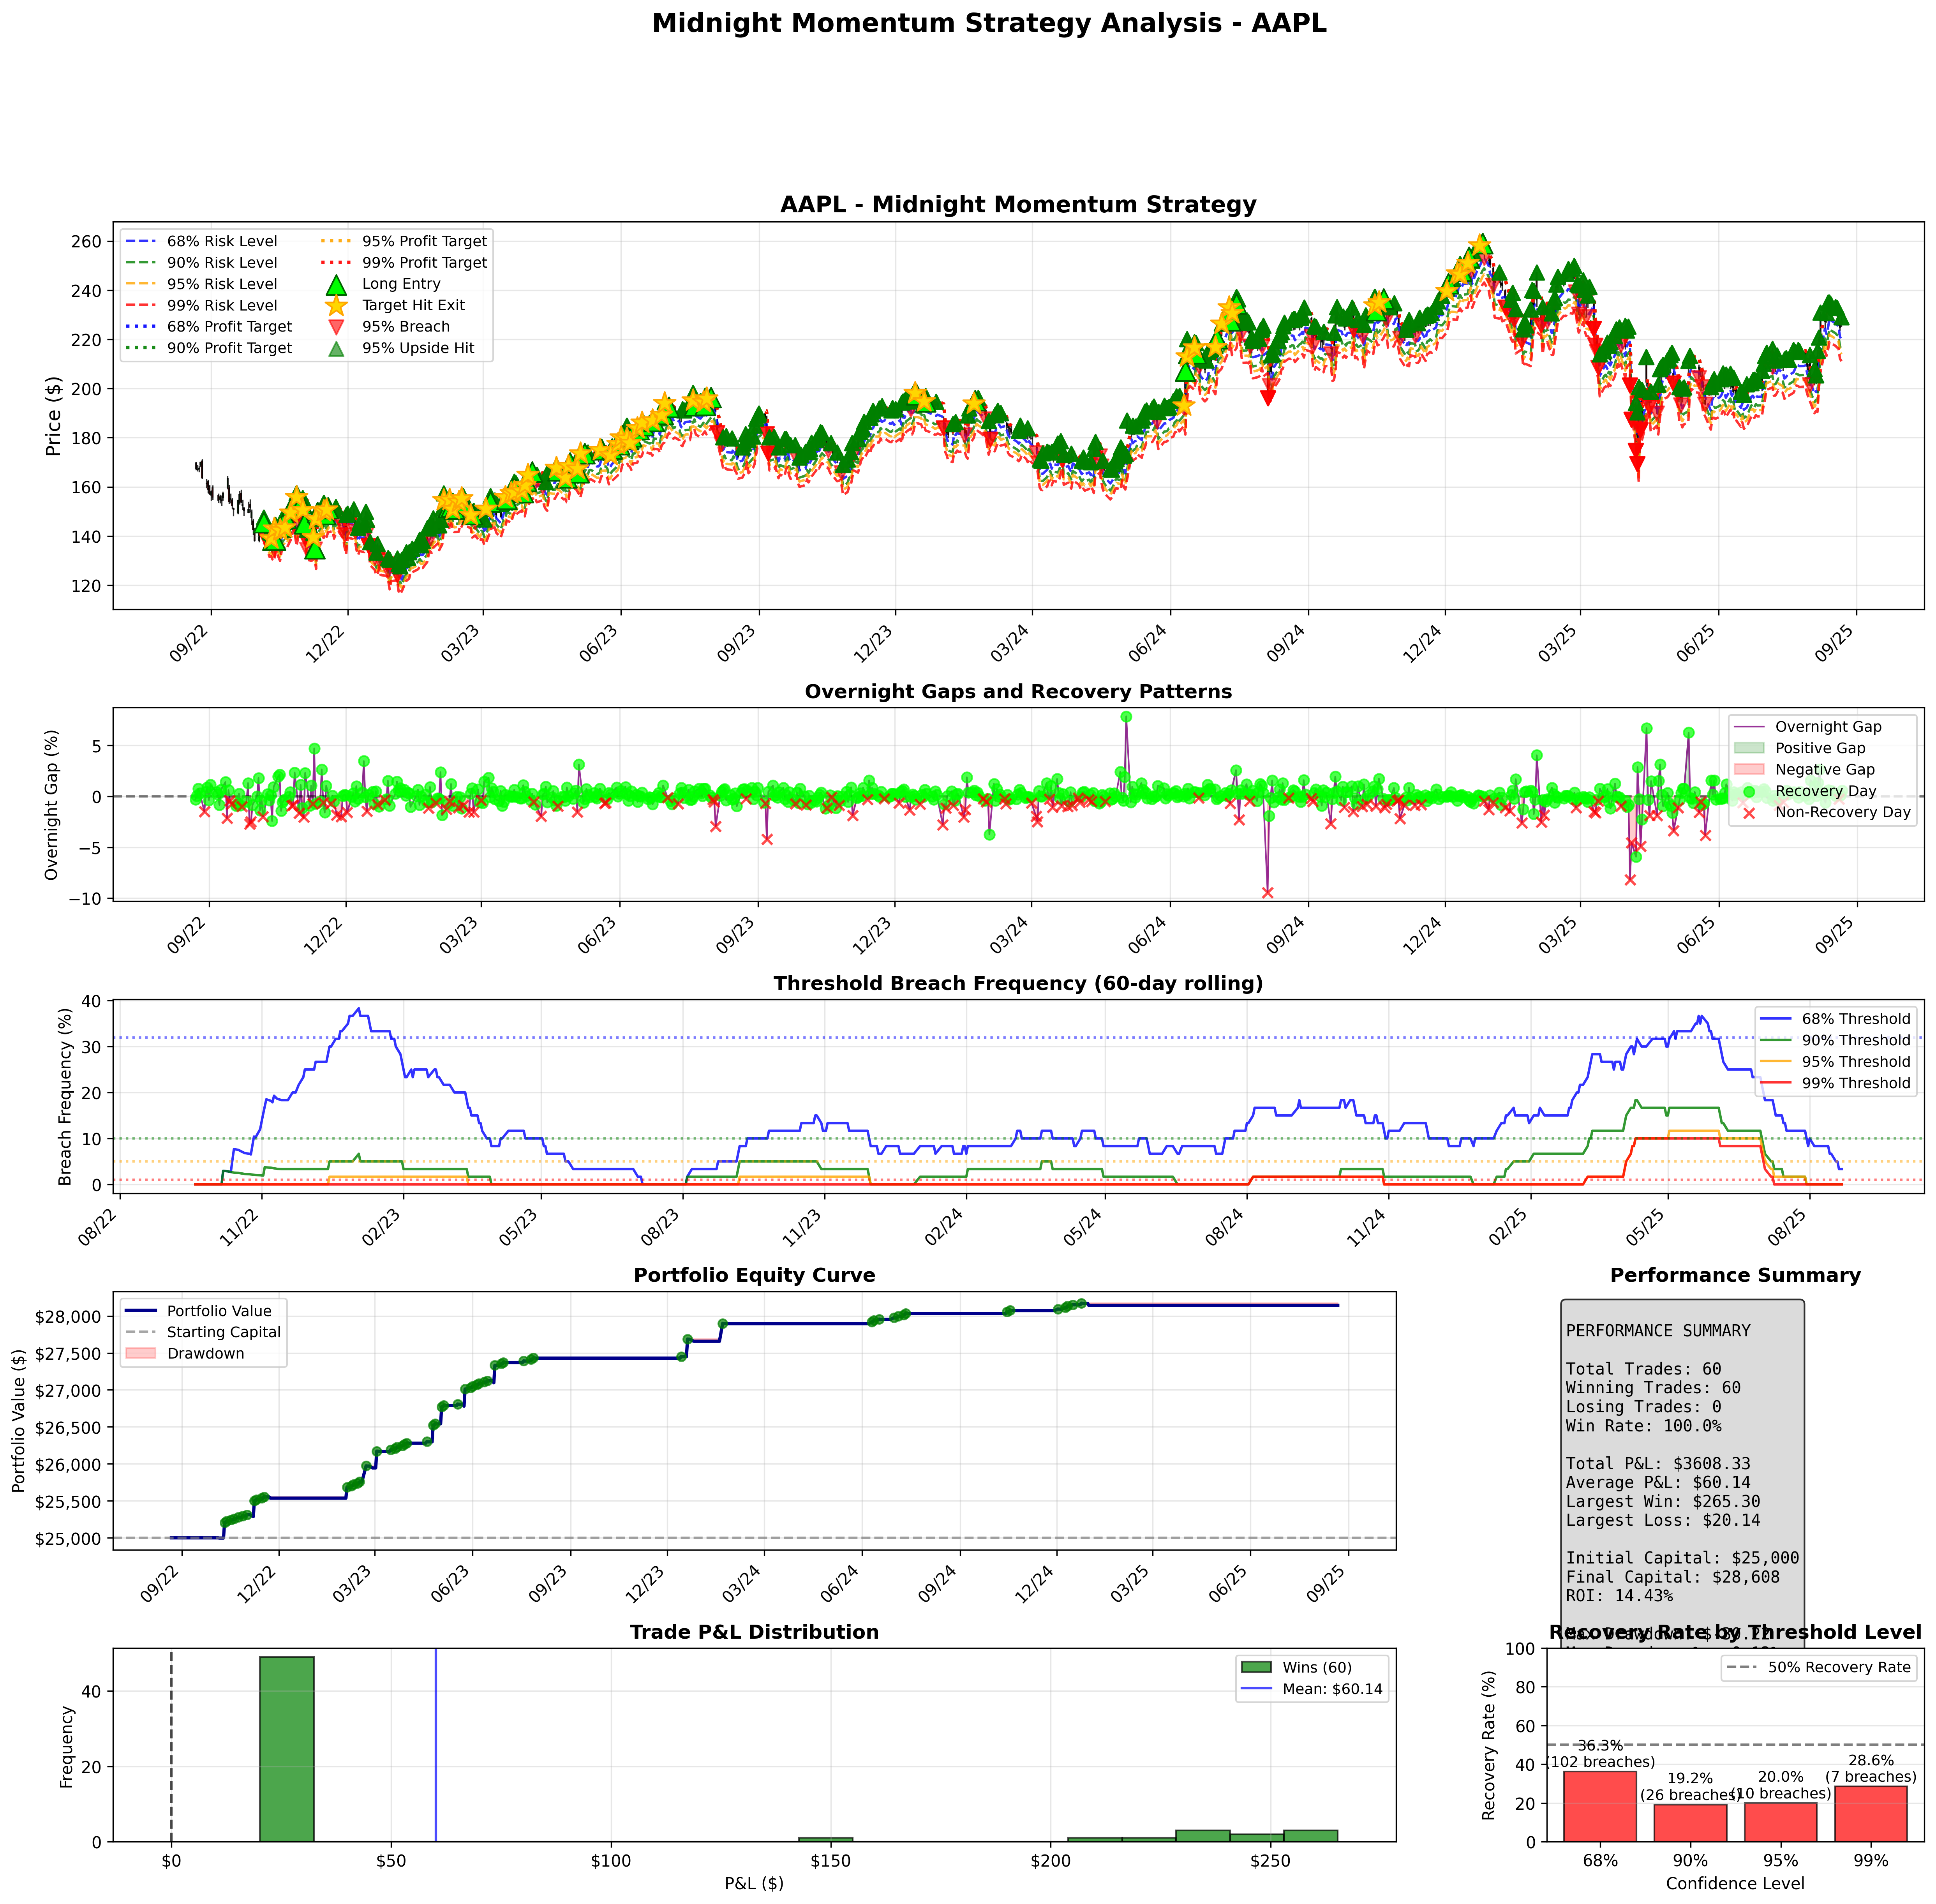 Midnight Momentum Strategy Analysis - AAPL
AAPL - Midnight Momentum Strategy
Price ($)
260
240
220
200
180
160
140
120
68% Risk Level
90% Risk Level
95% Risk Level
99% Risk Level
68% Profit Target
90% Profit Target
95% Profit Target
99% Profit Target
Long Entry
Target Hit Exit
95% Breach
95% Upside Hit
09/22 12/22 03/23 06/23 09/23 12/23 03/24 06/24 09/24 12/24 03/25 06/25 09/25
Overnight Gaps and Recovery Patterns
Overnight Gap (%)
5
0
−5
−10
Overnight Gap
Positive Gap
Negative Gap
Recovery Day
Non-Recovery Day
09/22 12/22 03/23 06/23 09/23 12/23 03/24 06/24 09/24 12/24 03/25 06/25 09/25
Threshold Breach Frequency (60-day rolling)
Breach Frequency (%)
40
30
20
10
0
68% Threshold
90% Threshold
95% Threshold
99% Threshold
08/22 11/22 02/23 05/23 08/23 11/23 02/24 05/24 08/24 11/24 02/25 05/25 08/25
Portfolio Equity Curve
Portfolio Value ($)
$28,000
$27,500
$27,000
$26,500
$26,000
$25,500
$25,000
Portfolio Value
Starting Capital
Drawdown
09/22 12/22 03/23 06/23 09/23 12/23 03/24 06/24 09/24 12/24 03/25 06/25 09/25
Performance Summary
PERFORMANCE SUMMARY
Total Trades: 60
Winning Trades: 60
Losing Trades: 0
Win Rate: 100.0%
Total P&L: $3608.33
Average P&L: $60.14
Largest Win: $265.30
Largest Loss: $20.14
Initial Capital: $25,000
Final Capital: $28,608
ROI: 14.43%
Max Drawdown:
Trade P&L Distribution
Frequency
40
20
0
Wins (60)
Mean: $60.14
$0 $50 $100 $150 $200 $250
P&L ($)
Recovery Rate by Threshold Level
Recovery Rate (%)
100
80
60
40
20
0
50% Recovery Rate
36.3%
(102 breaches)
19.2%
(26 breaches)
20.0%
(10 breaches)
28.6%
(7 breaches)
68% 90% 95% 99%
Confidence Level